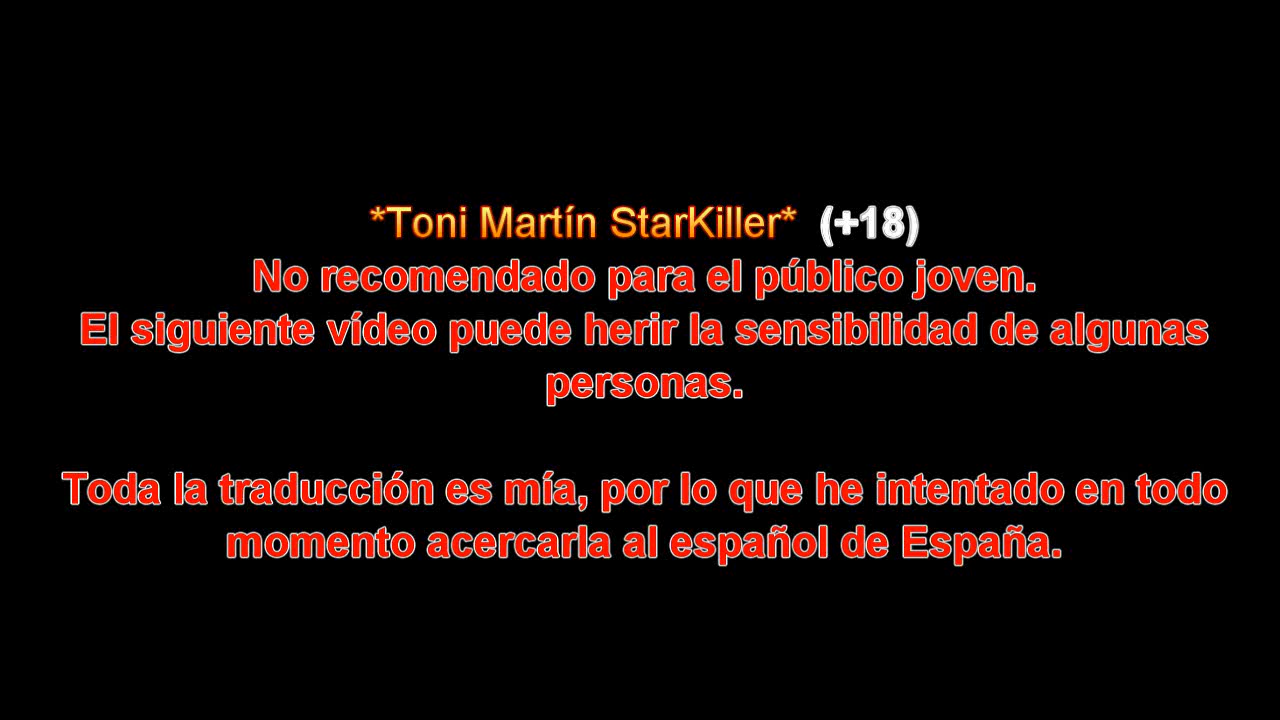 *Toni Martín StarKiller* (+18)
No recomendado para el público joven.
El siguiente vídeo puede herir la sensibilidad de algunas
personas.
Toda la traducción es mía, por lo que he intentado en todo
momento acercarla al español de España.